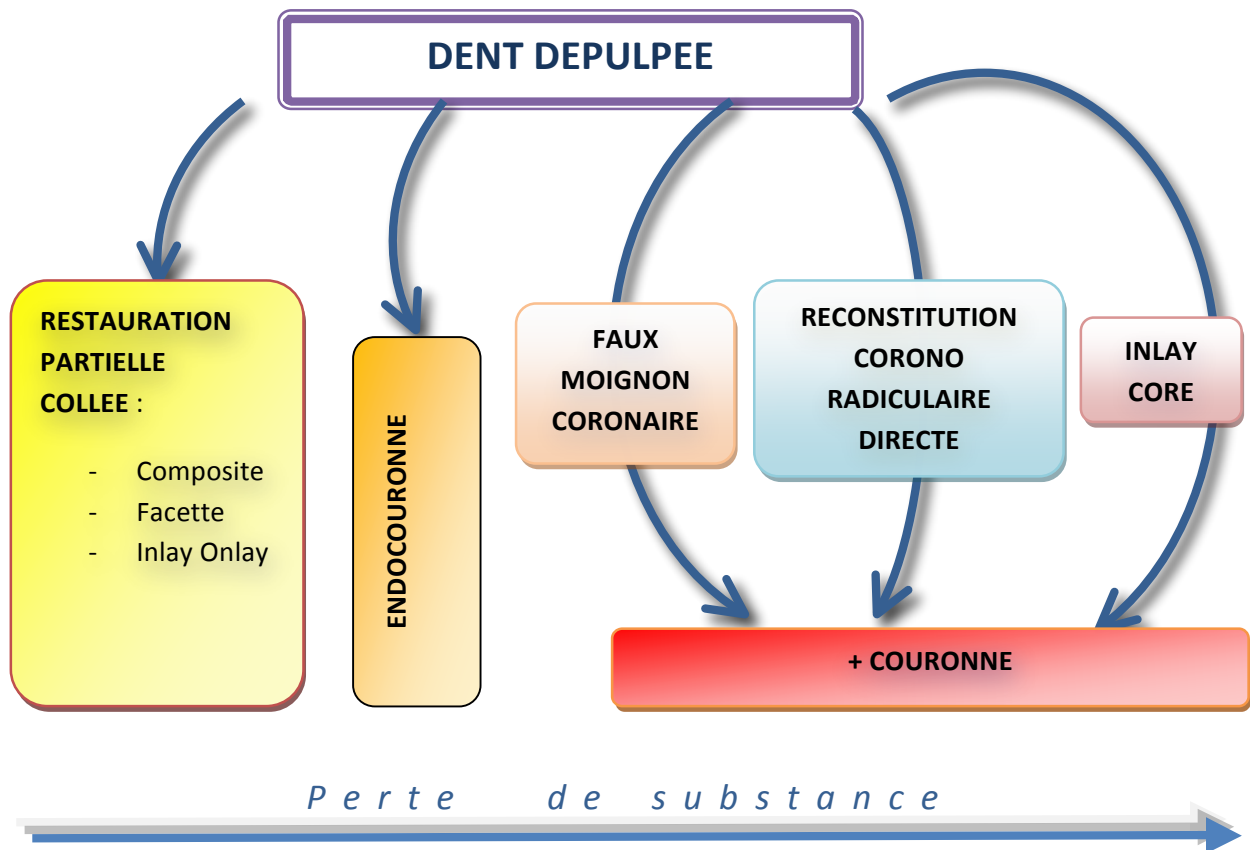 DENT DEPULPEE
RESTAURATION
PARTIELLE
COLLEE :
- Composite
- Facette
- Inlay Onlay
ENDOCOURONNE
FAUX
MOIGNON
CORONAIRE
RECONSTITUTION
CORONO
RADICULAIRE
DIRECTE
INLAY
CORE
+ COURONNE
Perte de substance